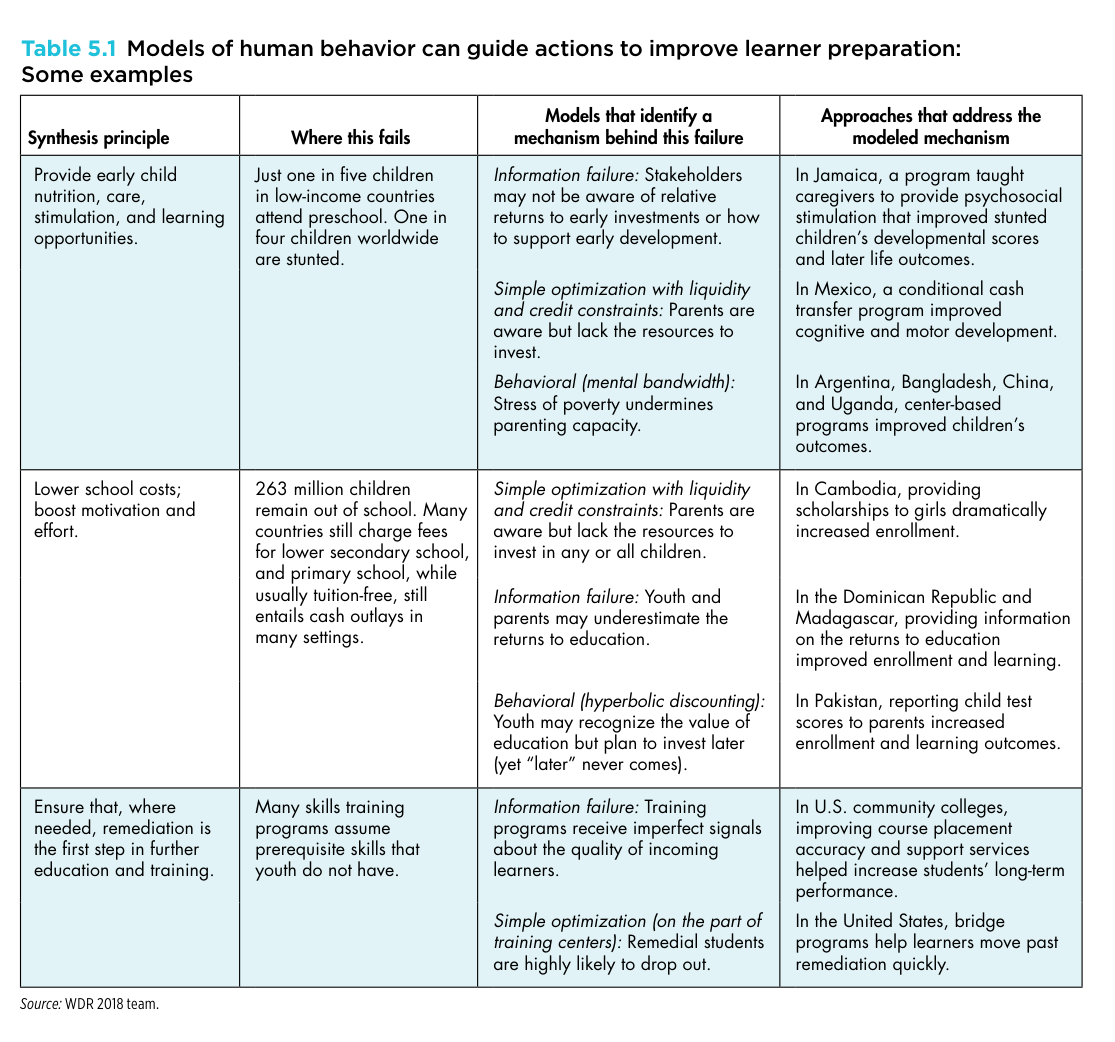 Table 5.1 Models of human behavior can guide actions to improve learner preparation:
Some examples
Synthesis principle
Where this fails
Models that identify a
mechanism behind this failure
Approaches that address the
modeled mechanism
Provide early child
nutrition, care,
stimulation, and learning
opportunities.
Just one in five children
in low-income countries
attend preschool. One in
four children worldwide
are stunted.
Information failure: Stakeholders
may not be aware of relative
returns to early investments or how
to support early development.
In Jamaica, a program taught
caregivers to provide psychosocial
stimulation that improved stunted
children’s developmental scores
and later life outcomes.
Simple optimization with liquidity
and credit constraints: Parents are
aware but lack the resources to
invest.
In Mexico, a conditional cash
transfer program improved
cognitive and motor development.
Behavioral (mental bandwidth):
Stress of poverty undermines
parenting capacity.
In Argentina, Bangladesh, China,
and Uganda, center-based
programs improved children’s
outcomes.
Lower school costs;
boost motivation and
effort.
263 million children
remain out of school. Many
countries still charge fees
for lower secondary school,
and primary school, while
usually tuition-free, still
entails cash outlays in
many settings.
Simple optimization with liquidity
and credit constraints: Parents are
aware but lack the resources to
invest in any or all children.
In Cambodia, providing
scholarships to girls dramatically
increased enrollment.
Information failure: Youth and
parents may underestimate the
returns to education.
In the Dominican Republic and
Madagascar, providing information
on the returns to education
improved enrollment and learning.
Behavioral (hyperbolic discounting):
Youth may recognize the value of
education but plan to invest later
(yet “later” never comes).
In Pakistan, reporting child test
scores to parents increased
enrollment and learning outcomes.
Ensure that, where
needed, remediation is
the first step in further
education and training.
Many skills training
programs assume
prerequisite skills that
youth do not have.
Information failure: Training
programs receive imperfect signals
about the quality of incoming
learners.
In U.S. community colleges,
improving course placement
accuracy and support services
helped increase students’ long-term
performance.
Simple optimization (on the part of
training centers): Remedial students
are highly likely to drop out.
In the United States, bridge
programs help learners move past
remediation quickly.
Source: WDR 2018 team.